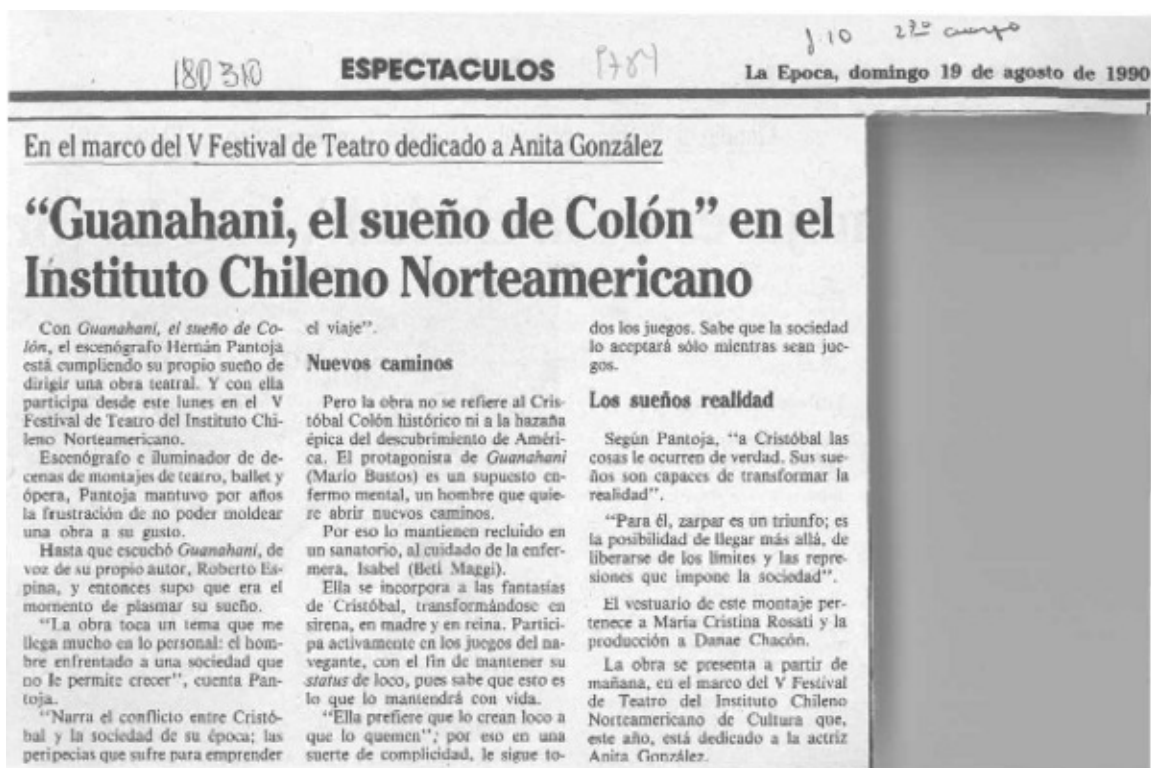 180310
ESPECTACULOS
La Epoca, domingo 19 de agosto de 1990
En el marco del V Festival de Teatro dedicado a Anita González
“Guanahani, el sueño de Colón” en el
Instituto Chileno Norteamericano
Con Guanahani, el sueño de Co-
lón, el escenógrafo Hernán Pantoja
está cumpliendo su propio sueño de
dirigir una obra teatral. Y con ella
participa desde este lunes en el V
Festival de Teatro del Instituto Chi-
leno Norteamericano.
Escenógrafo e iluminador de de-
cenas de montajes de teatro, ballet y
ópera, Pantoja mantuvo por años
la frustración de no poder moldear
una obra a su gusto.
Hasta que escuchó Guanahani, de
voz de su propio autor, Roberto Es-
pina, y entonces supo que era el
momento de plasmar su sueño.
“La obra toca un tema que me
llega mucho en lo personal: el hom-
bre enfrentado a una sociedad que
no le permite crecer”, cuenta Pan-
toja.
“Narra el conflicto entre Cristó-
bal y la sociedad de su época; las
peripecias que sufre para emprender
el viaje”.
Nuevos caminos
Pero la obra no se refiere al Cris-
tóbal Colón histórico ni a la hazaña
épica del descubrimiento de Améri-
ca. El protagonista de Guanahani
(Mario Bustos) es un supuesto en-
fermo mental, un hombre que quie-
re abrir nuevos caminos.
Por eso lo mantienen recluido en
un sanatorio, al cuidado de la enfer-
mera, Isabel (Beti Maggi).
Ella se incorpora a las fantasías
de Cristóbal, transformándose en
sirena, en madre y en reina. Partici-
pa activamente en los juegos del na-
vegante, con el fin de mantener su
status de loco, pues sabe que esto es
lo que lo mantendrá con vida.
“Ella prefiere que lo crean loco a
que lo quemen”; por eso en una
suerte de complicidad, le sigue to-
dos los juegos. Sabe que la sociedad
lo aceptará sólo mientras sean jue-
gos.
Los sueños realidad
Según Pantoja, “a Cristóbal las
cosas le ocurren de verdad. Sus sue-
ños son capaces de transformar la
realidad”.
“Para él, zarpar es un triunfo; es
la posibilidad de llegar más allá, de
liberarse de los límites y las repre-
siones que impone la sociedad”.
El vestuario de este montaje per-
tenece a María Cristina Rosati y la
producción a Danae Chacón.
La obra se presenta a partir de
mañana, en el marco del V Festival
de Teatro del Instituto Chileno
Norteamericano de Cultura que,
este año, está dedicado a la actriz
Anita González.